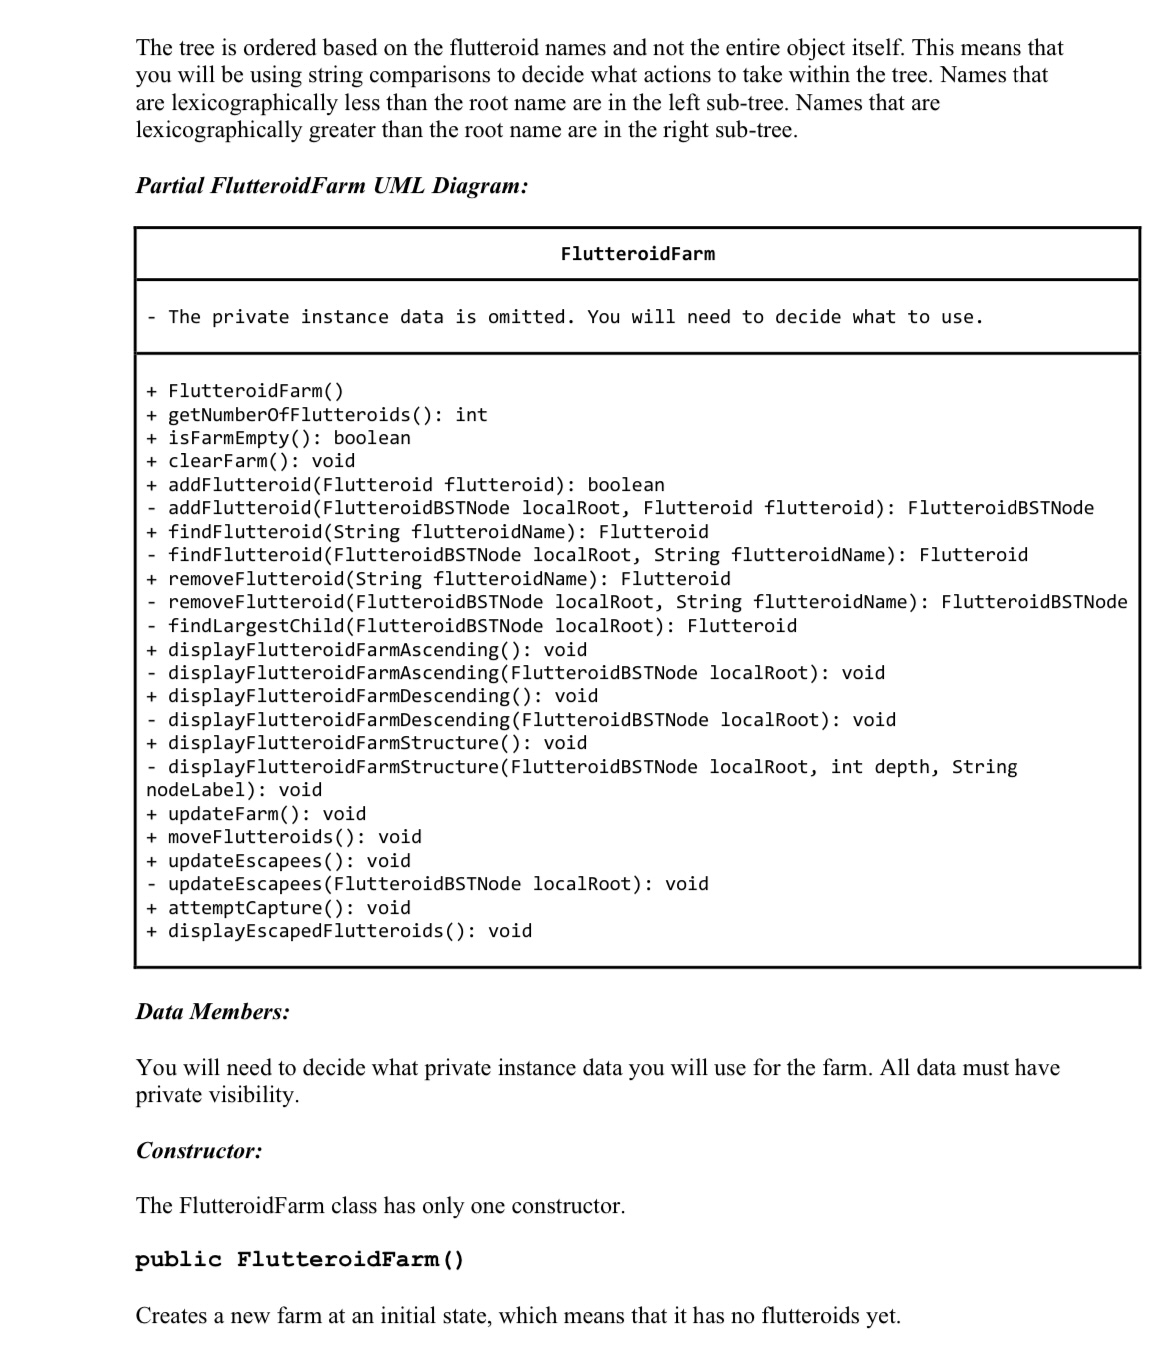 The tree is ordered based on the flutteroid names and not the entire object itself. This means that
you will be using string comparisons to decide what actions to take within the tree. Names that
are lexicographically less than the root name are in the left sub-tree. Names that are
lexicographically greater than the root name are in the right sub-tree.
Partial FlutteroidFarm UML Diagram:
FlutteroidFarm
- The private instance data is omitted. You will need to decide what to use.
+ FlutteroidFarm()
+ getNumberOfFlutteroids(): int
+ isFarmEmpty(): boolean
+ clearFarm(): void
+ addFlutteroid(Flutteroid flutteroid): boolean
- addFlutteroid(FlutteroidBSTNode localRoot, Flutteroid flutteroid): FlutteroidBSTNode
+ findFlutteroid(String flutteroidName): Flutteroid
- findFlutteroid(FlutteroidBSTNode localRoot, String flutteroidName): Flutteroid
+ removeFlutteroid(String flutteroidName): Flutteroid
- removeFlutteroid(FlutteroidBSTNode localRoot, String flutteroidName): FlutteroidBSTNode
- findLargestChild(FlutteroidBSTNode localRoot): Flutteroid
+ displayFlutteroidFarmAscending(): void
- displayFlutteroidFarmAscending(FlutteroidBSTNode localRoot): void
+ displayFlutteroidFarmDescending(): void
- displayFlutteroidFarmDescending(FlutteroidBSTNode localRoot): void
+ displayFlutteroidFarmStructure(): void
- displayFlutteroidFarmStructure(FlutteroidBSTNode localRoot, int depth, String
nodeLabel): void
+ updateFarm(): void
+ moveFlutteroids(): void
+ updateEscapees(): void
- updateEscapees(FlutteroidBSTNode localRoot): void
+ attemptCapture(): void
+ displayEscapedFlutteroids(): void
Data Members:
You will need to decide what private instance data you will use for the farm. All data must have
private visibility.
Constructor:
The FlutteroidFarm class has only one constructor.
public FlutteroidFarm()
Creates a new farm at an initial state, which means that it has no flutteroids yet.